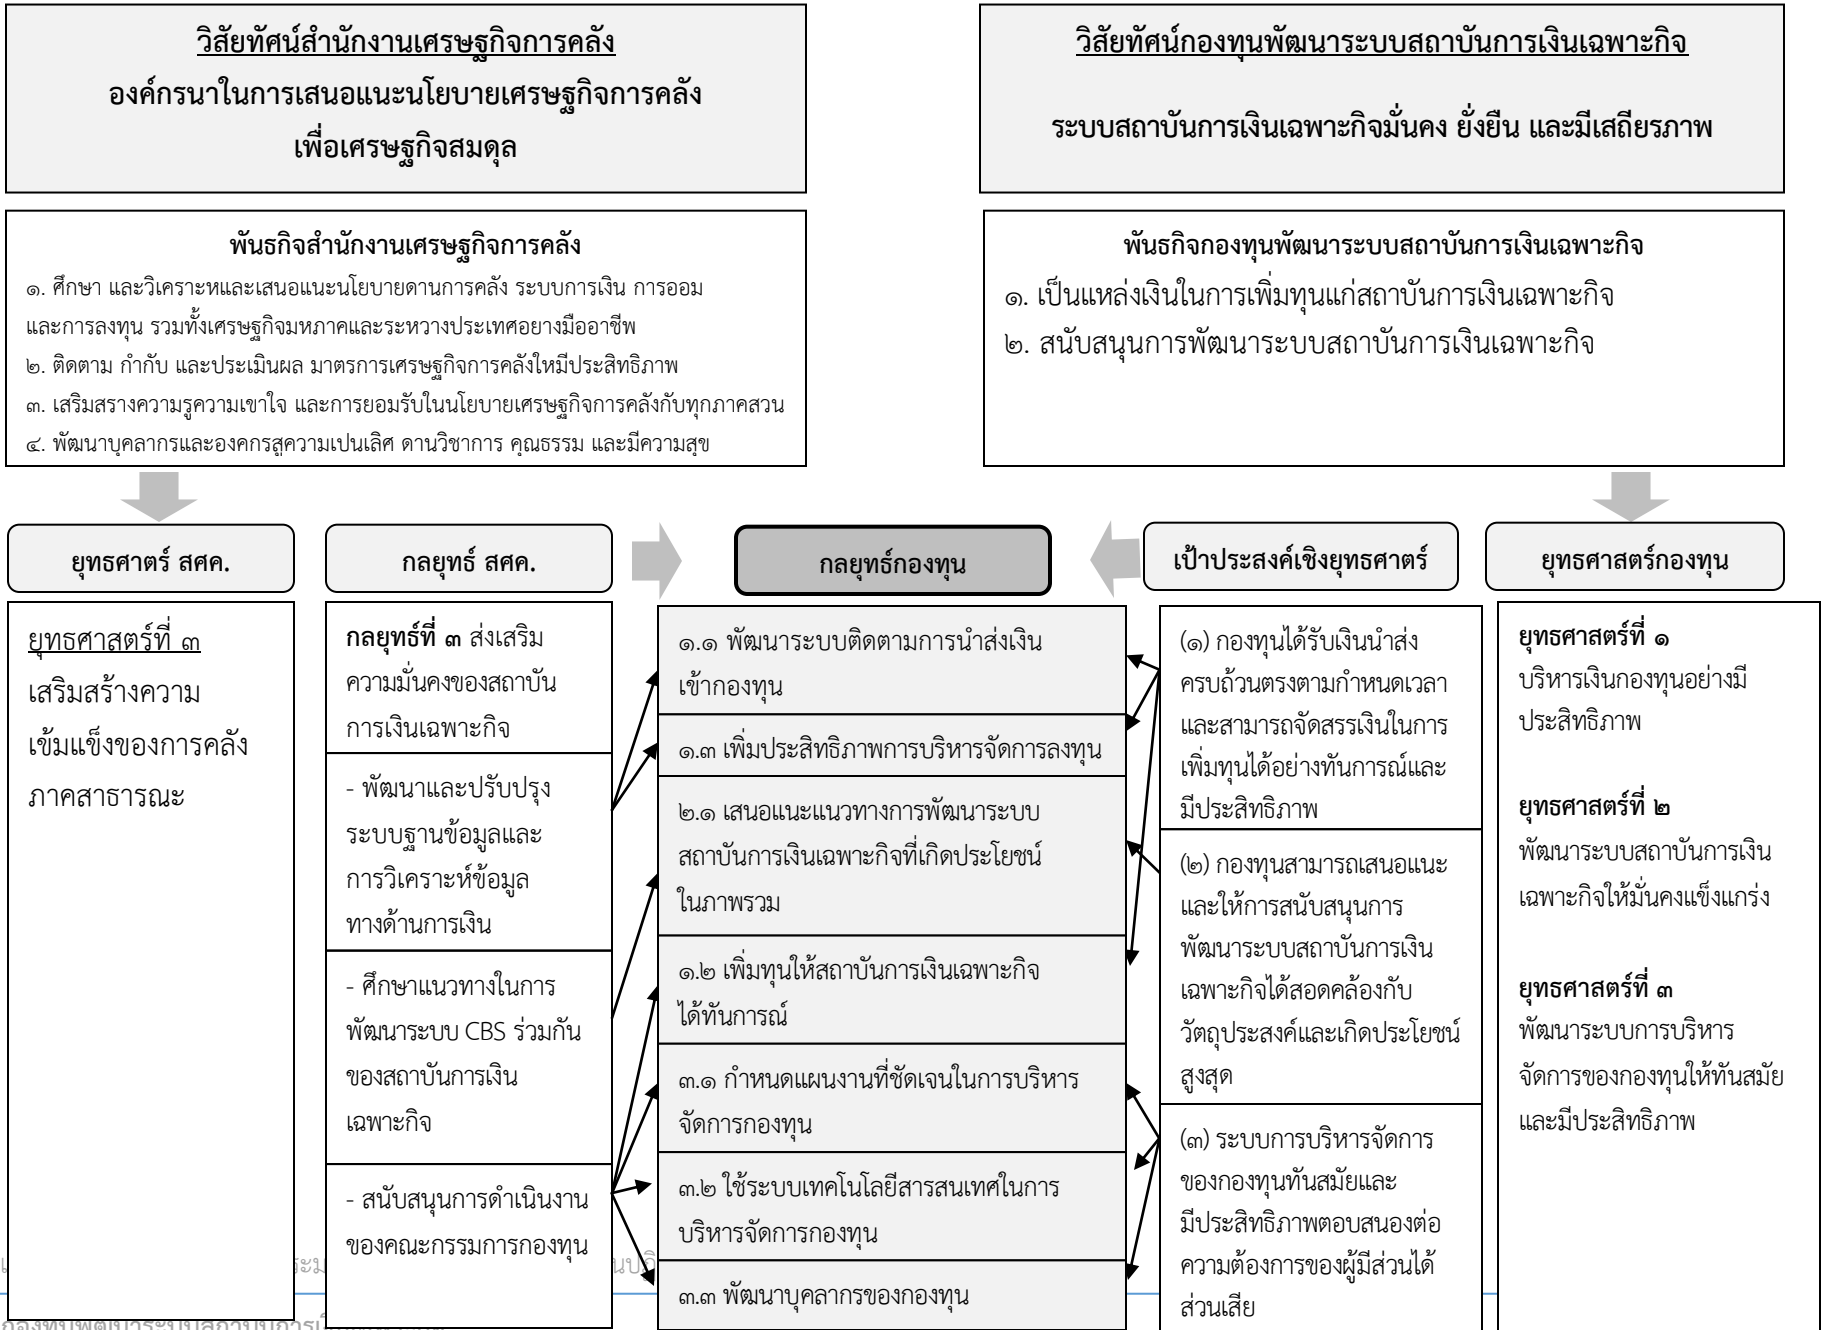 วิสัยทัศน์สำนักงานเศรษฐกิจการคลัง
องค์กรนาในการเสนอแนะนโยบายเศรษฐกิจการคลัง
เพื่อเศรษฐกิจสมดุล
วิสัยทัศน์กองทุนพัฒนาระบบสถาบันการเงินเฉพาะกิจ
ระบบสถาบันการเงินเฉพาะกิจมั่นคง ยั่งยืน และมีเสถียรภาพ
พันธกิจสำนักงานเศรษฐกิจการคลัง
๑. ศึกษา และวิเคราะหและเสนอแนะนโยบายดานการคลัง ระบบการเงิน การออม
และการลงทุน รวมทั้งเศรษฐกิจมหภาคและระหวางประเทศอยางมืออาชีพ
๒. ติดตาม กำกับ และประเมินผล มาตรการเศรษฐกิจการคลังใหมีประสิทธิภาพ
๓. เสริมสรางความรูความเขาใจ และการยอมรับในนโยบายเศรษฐกิจการคลังกับทุกภาคสวน
๔. พัฒนาบุคลากรและองคกรสูความเปนเลิศ ดานวิชาการ คุณธรรม และมีความสุข
พันธกิจกองทุนพัฒนาระบบสถาบันการเงินเฉพาะกิจ
๑. เป็นแหล่งเงินในการเพิ่มทุนแก่สถาบันการเงินเฉพาะกิจ
๒. สนับสนุนการพัฒนาระบบสถาบันการเงินเฉพาะกิจ
ยุทธศาตร์ สศค.
กลยุทธ์ สศค.
กลยุทธ์กองทุน
เป้าประสงค์เชิงยุทธศาตร์
ยุทธศาสตร์กองทุน
ยุทธศาสตร์ที่ ๓
เสริมสร้างความ
เข้มแข็งของการคลัง
ภาคสาธารณะ
กลยุทธ์ที่ ๓ ส่งเสริม
ความมั่นคงของสถาบัน
การเงินเฉพาะกิจ
- พัฒนาและปรับปรุง
ระบบฐานข้อมูลและ
การวิเคราะห์ข้อมูล
ทางด้านการเงิน
- ศึกษาแนวทางในการ
พัฒนาระบบ CBS ร่วมกัน
ของสถาบันการเงิน
เฉพาะกิจ
- สนับสนุนการดำเนินงาน
ของคณะกรรมการกองทุน
๑.๑ พัฒนาระบบติดตามการนำส่งเงิน
เข้ากองทุน
๑.๓ เพิ่มประสิทธิภาพการบริหารจัดการลงทุน
๒.๑ เสนอแนะแนวทางการพัฒนาระบบ
สถาบันการเงินเฉพาะกิจที่เกิดประโยชน์
ในภาพรวม
๑.๒ เพิ่มทุนให้สถาบันการเงินเฉพาะกิจ
ได้ทันการณ์
๓.๑ กำหนดแผนงานที่ชัดเจนในการบริหาร
จัดการกองทุน
๓.๒ ใช้ระบบเทคโนโลยีสารสนเทศในการ
บริหารจัดการกองทุน
๓.๓ พัฒนาบุคลากรของกองทุน
(๑) กองทุนได้รับเงินนำส่ง
ครบถ้วนตรงตามกำหนดเวลา
และสามารถจัดสรรเงินในการ
เพิ่มทุนได้อย่างทันการณ์และ
มีประสิทธิภาพ
(๒) กองทุนสามารถเสนอแนะ
และให้การสนับสนุนการ
พัฒนาระบบสถาบันการเงิน
เฉพาะกิจได้สอดคล้องกับ
วัตถุประสงค์และเกิดประโยชน์
สูงสุด
(๓) ระบบการบริหารจัดการ
ของกองทุนทันสมัยและ
มีประสิทธิภาพตอบสนองต่อ
ความต้องการของผู้มีส่วนได้
ส่วนเสีย
ยุทธศาสตร์ที่ ๑
บริหารเงินกองทุนอย่างมี
ประสิทธิภาพ
ยุทธศาสตร์ที่ ๒
พัฒนาระบบสถาบันการเงิน
เฉพาะกิจให้มั่นคงแข็งแกร่ง
ยุทธศาสตร์ที่ ๓
พัฒนาระบบการบริหาร
จัดการของกองทุนให้ทันสมัย
และมีประสิทธิภาพ